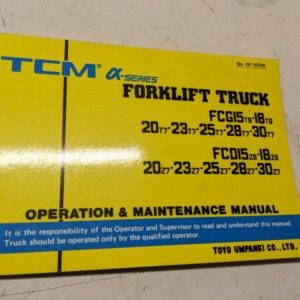 No. OF-15T06
TCM® α-SERIES
FORKLIFT TRUCK
FCG15T8·18T8
20T7·23T7·25T7·28T7·30T7
FCD15Z8·18Z8
20Z7·23Z7·25Z7·28Z7·30Z7
OPERATION & MAINTENANCE MANUAL
It is the responsibility of the Operator and Supervisor to read and understand this manual.
Truck should be operated only by the qualified operator.
TOYO UMPANKI CO., LTD.